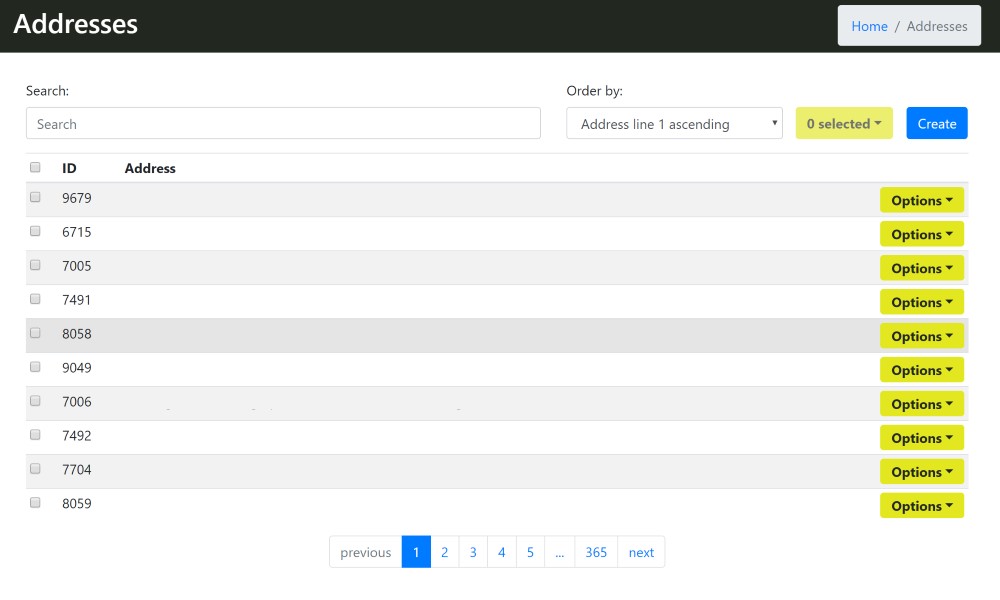 Addresses
Home / Addresses
Search:
Order by:
Search
Address line 1 ascending
0 selected
Create
ID Address
9679 Options
6715 Options
7005 Options
7491 Options
8058 Options
9049 Options
7006 Options
7492 Options
7704 Options
8059 Options
previous 1 2 3 4 5 ... 365 next